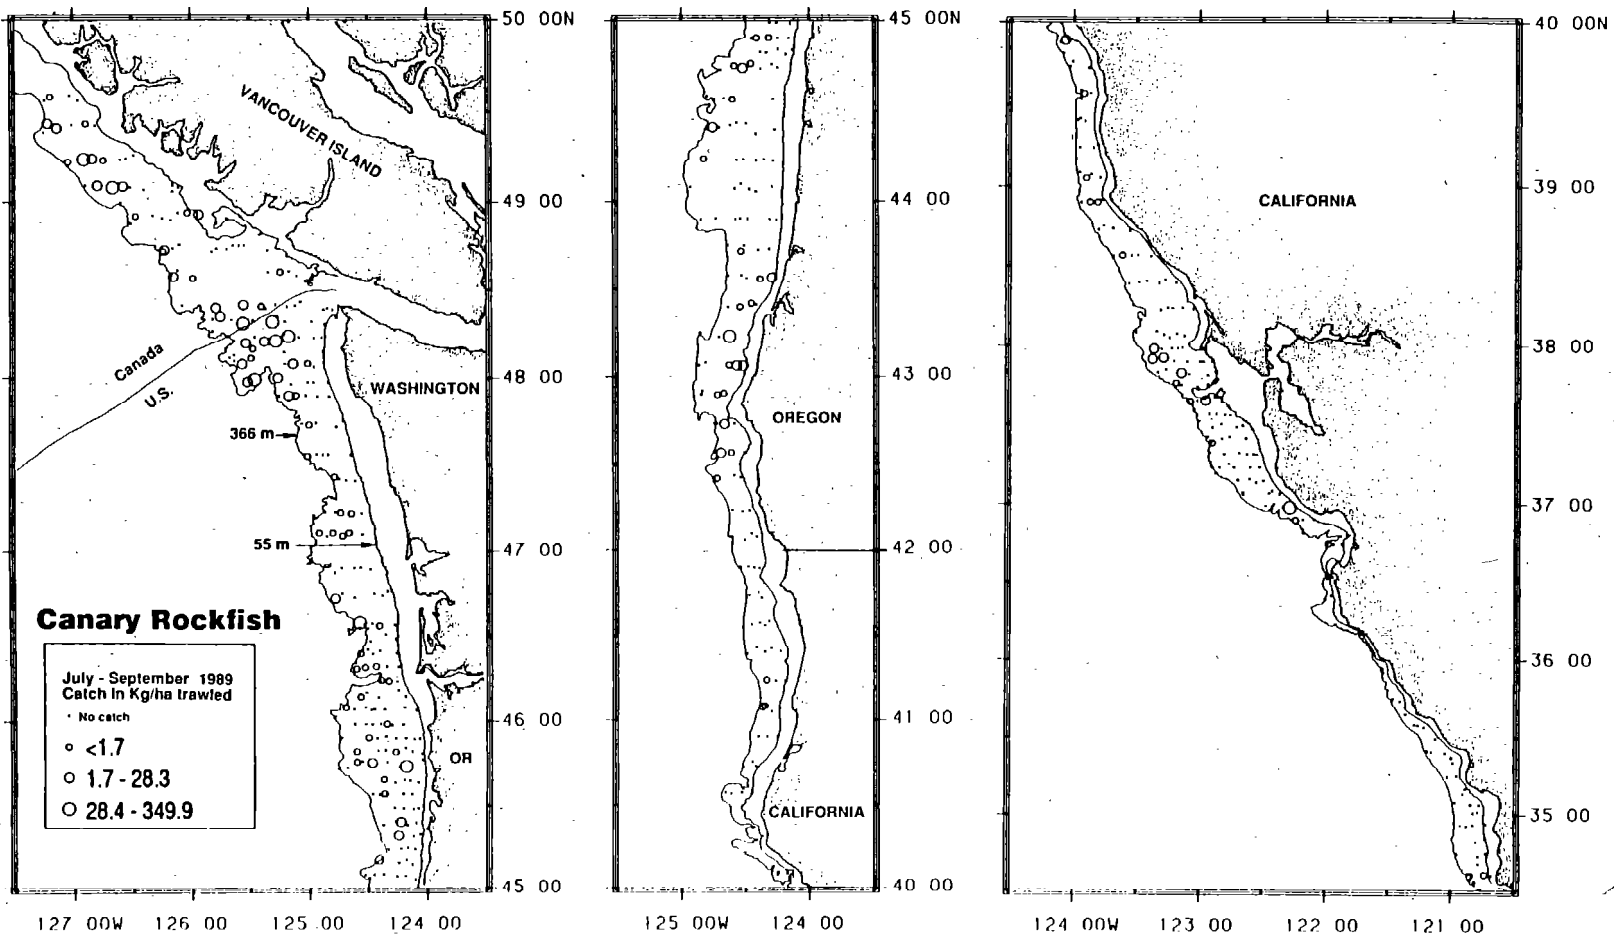 50 00N
VANCOUVER ISLAND
49 00
Canada
U.S.
48 00
WASHINGTON
366 m
55 m
47 00
Canary Rockfish
July - September 1989
Catch in Kg/ha trawled
· No catch
<1.7
1.7 - 28.3
28.4 - 349.9
46 00
OR
45 00
127 00W 126 00 125 00 124 00
45 00N
44 00
43 00
OREGON
42 00
41 00
CALIFORNIA
40 00
125 00W 124 00
40 00N
39 00
CALIFORNIA
38 00
37 00
36 00
35 00
124 00W 123 00 122 00 121 00